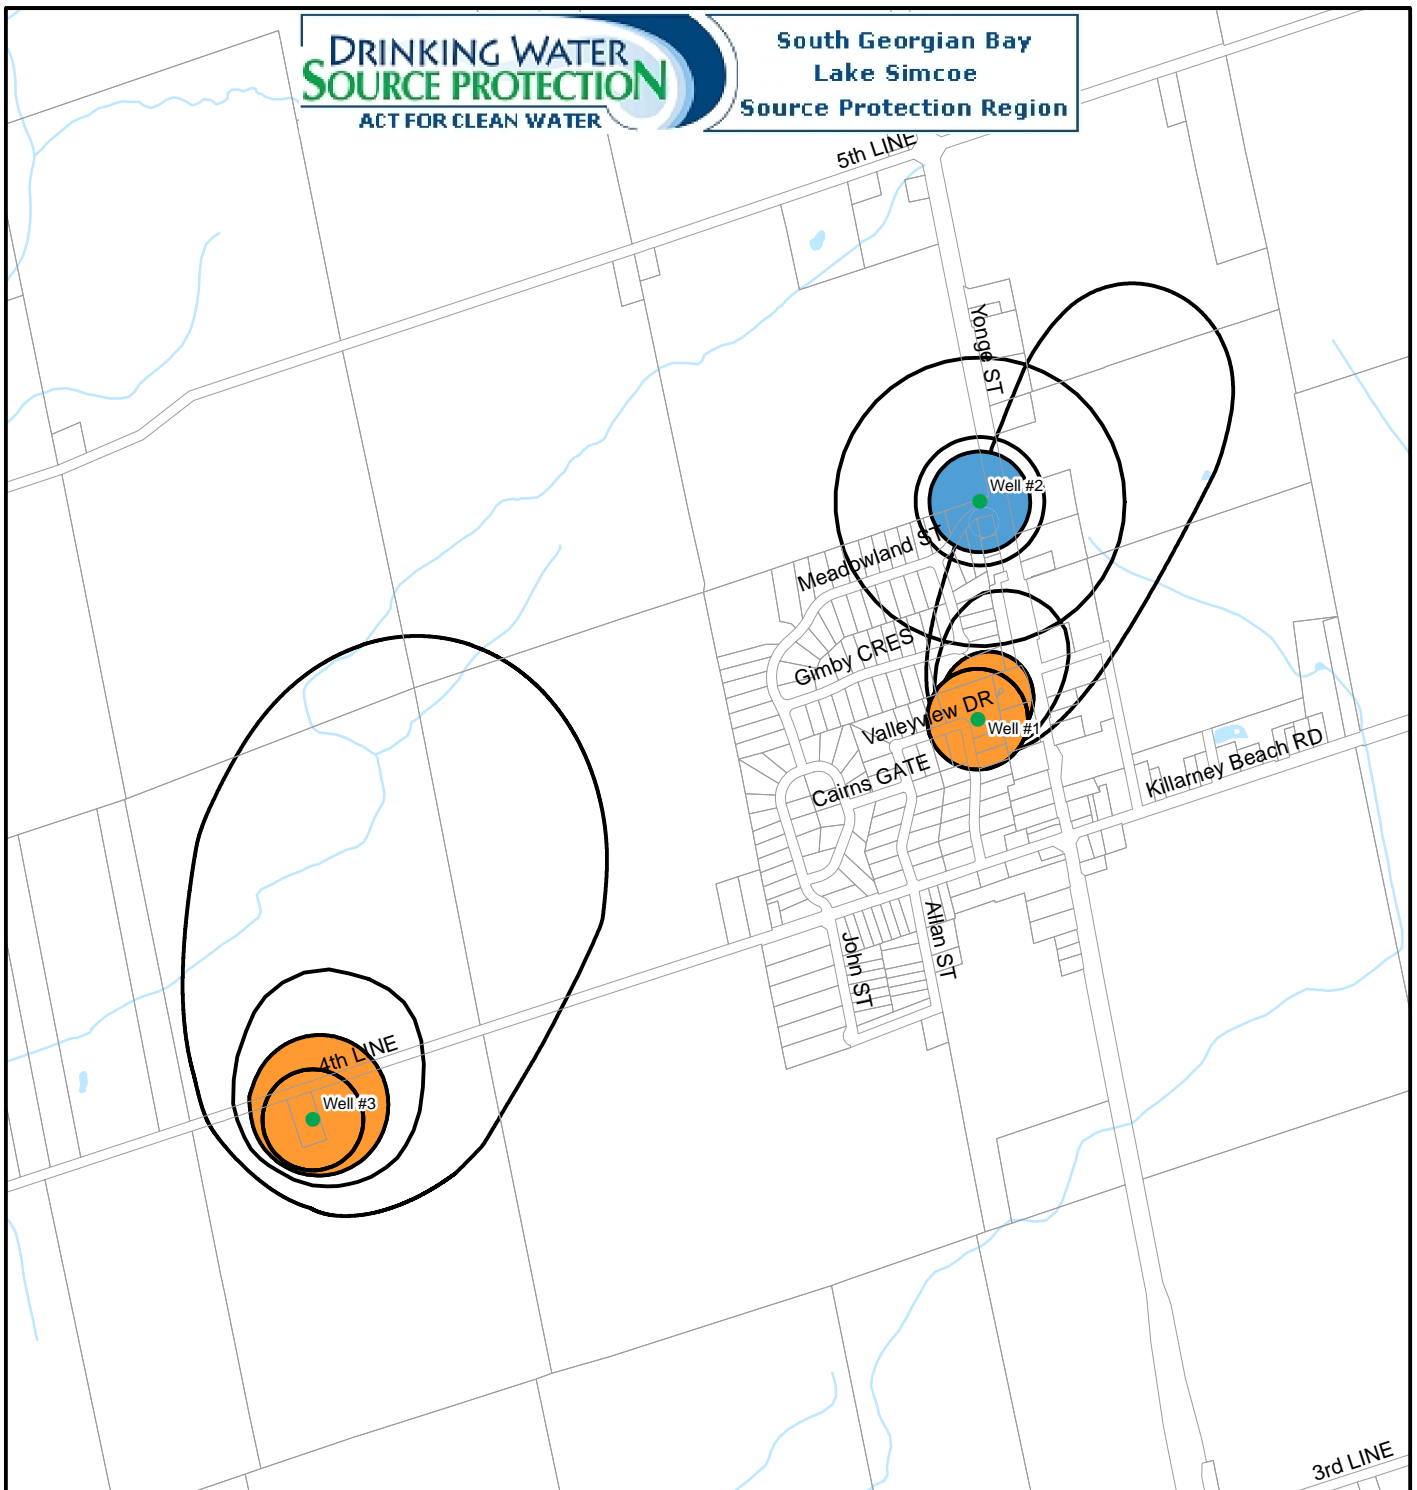 DRINKING WATER
SOURCE PROTECTION
ACT FOR CLEAN WATER
South Georgian Bay
Lake Simcoe
Source Protection Region
5th LINE
Yonge ST
Well #2
Meadowland ST
Gimby CRES
Valleyview DR
Well #1
Cairns GATE
Killarney Beach RD
Allan ST
John ST
4th LINE
Well #3
3rd LINE